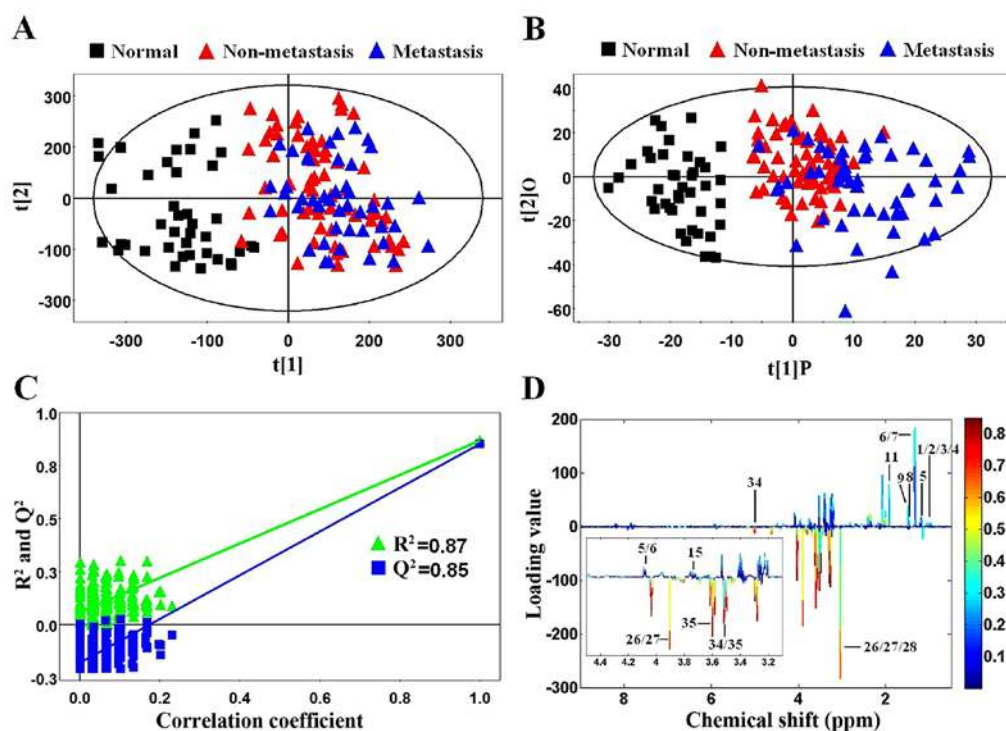 A
Normal Non-metastasis Metastasis
300
200
t[2]
0
-100
-300
-300 -100 0 100 200 300
t[1]
B
Normal Non-metastasis Metastasis
40
20
t[2]O
0
-20
-40
-60
-30 -20 -10 0 10 20 30
t[1]P
C
1.0
0.8
0.5
R² and Q²
0.3
0.0
-0.3
R²=0.87
Q²=0.85
0.0 0.2 0.4 0.6 0.8 1.0
Correlation coefficient
D
200
100
0
-100
-200
-300
Loading value
6/7
1/2/3/4
11
9 8 5
34
5/6 15
35
26/27 34/35
4.4 4.2 4.0 3.8 3.6 3.4 3.2
26/27/28
8 6 4 2
Chemical shift (ppm)
0.8
0.7
0.6
0.5
0.4
0.3
0.2
0.1